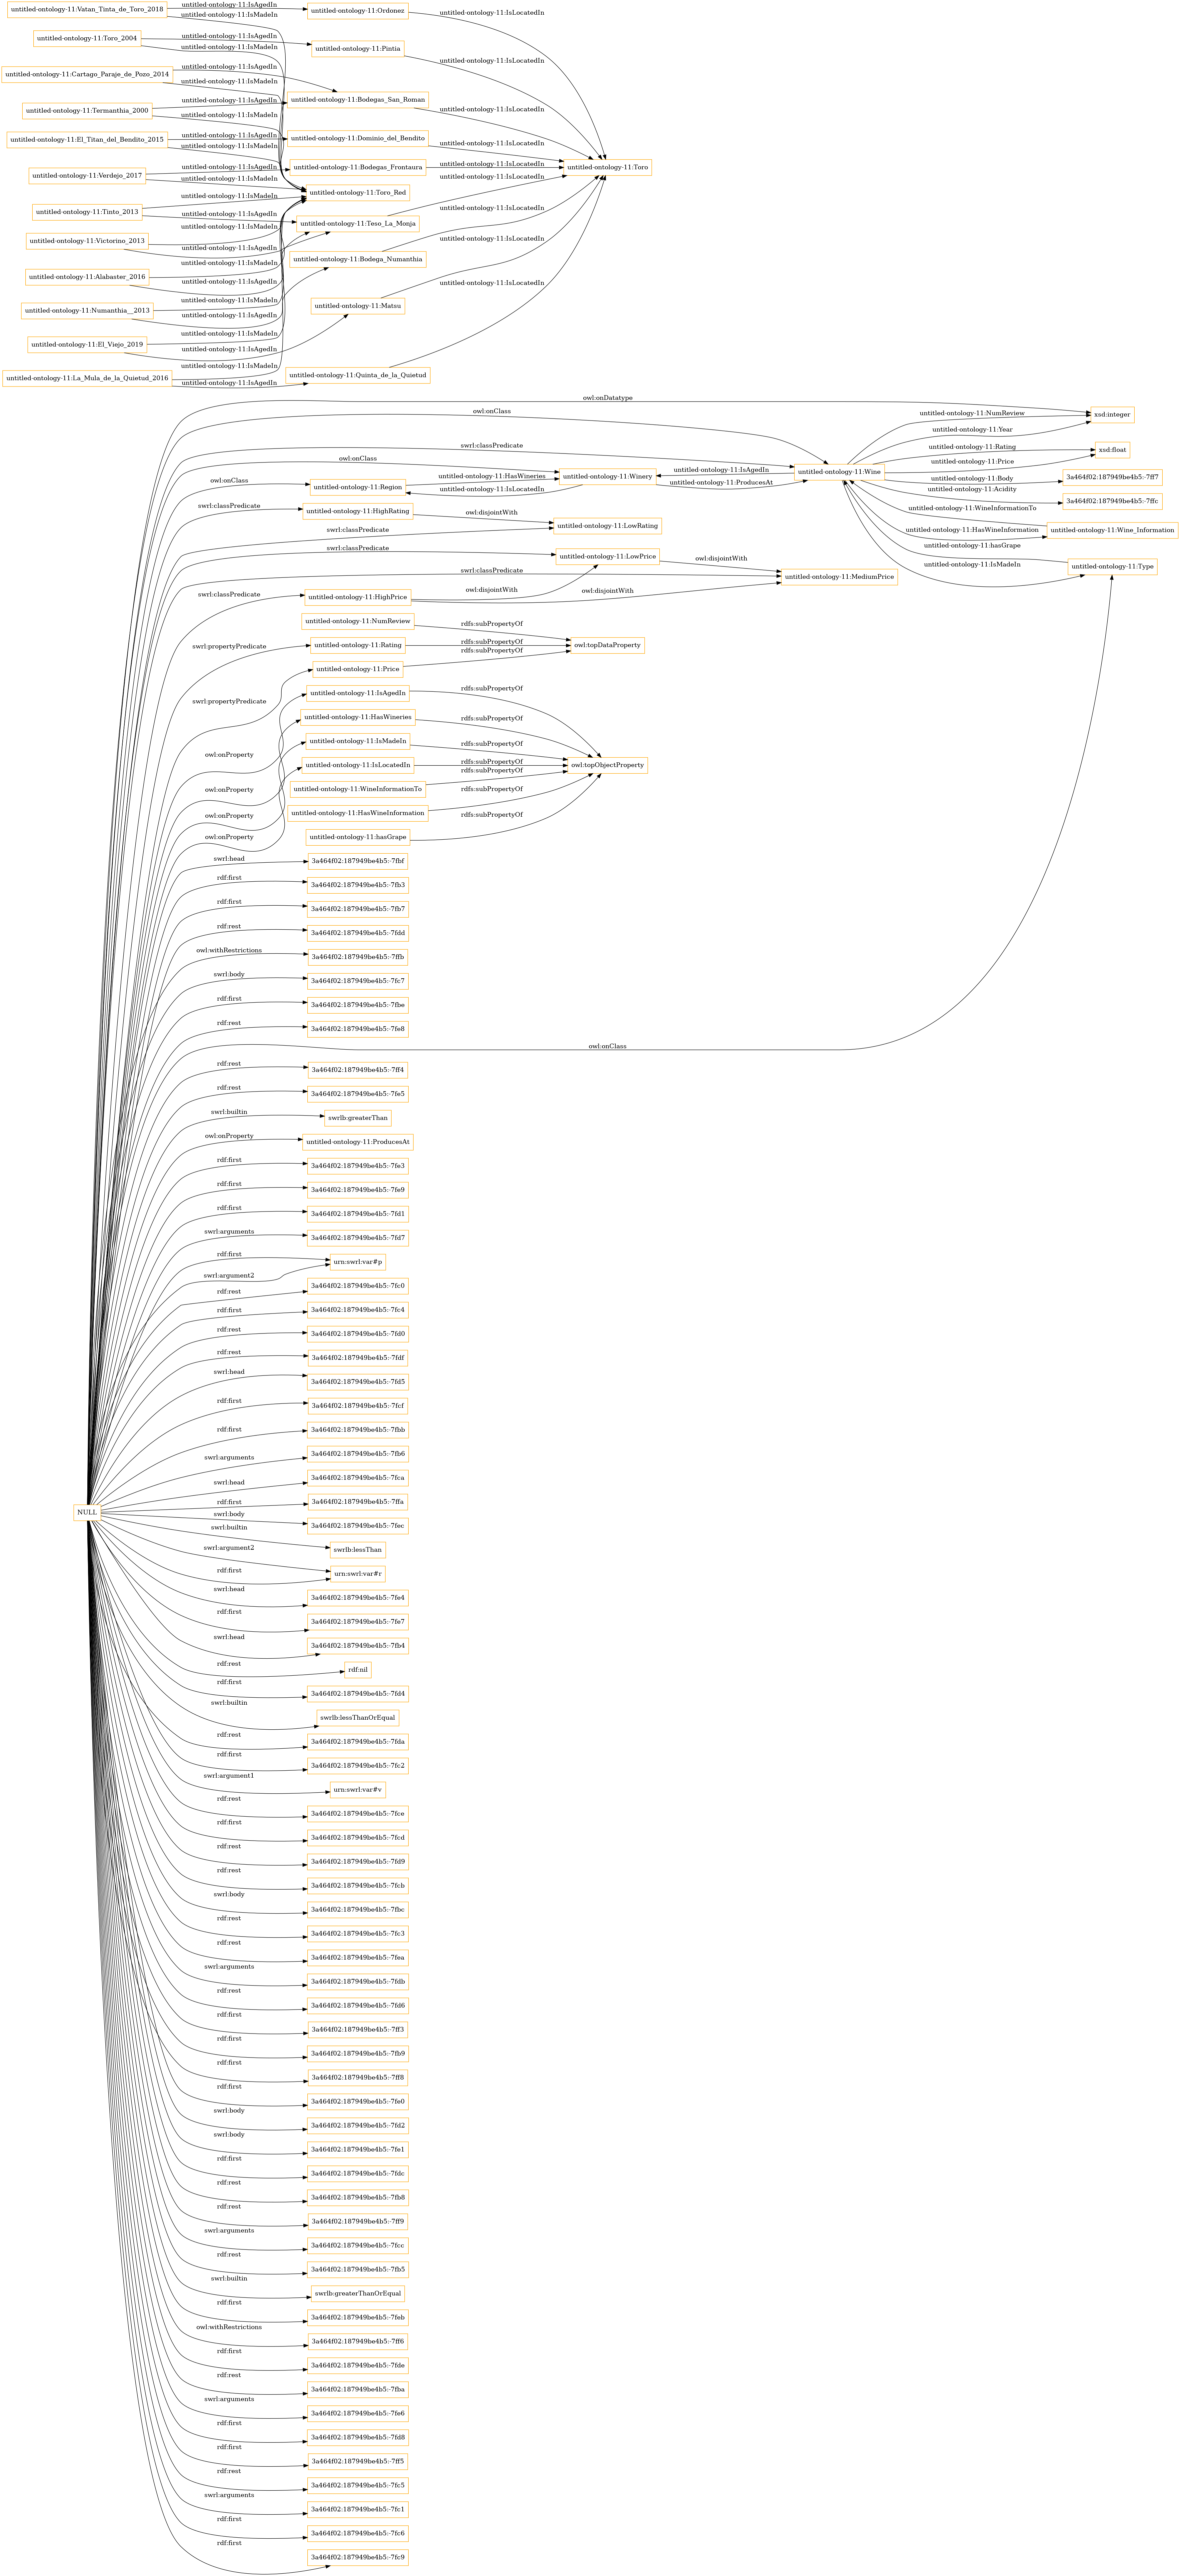 untitled-ontology-11:Vatan_Tinta_de_Toro_2018
untitled-ontology-11:IsAgedIn
untitled-ontology-11:Ordonez
untitled-ontology-11:IsMadeIn
untitled-ontology-11:IsLocatedIn
untitled-ontology-11:Toro_2004
untitled-ontology-11:IsAgedIn
untitled-ontology-11:Pintia
untitled-ontology-11:IsMadeIn
untitled-ontology-11:IsLocatedIn
untitled-ontology-11:Cartago_Paraje_de_Pozo_2014
untitled-ontology-11:IsAgedIn
untitled-ontology-11:IsMadeIn
untitled-ontology-11:Bodegas_San_Roman
untitled-ontology-11:Termanthia_2000
untitled-ontology-11:IsAgedIn
untitled-ontology-11:IsLocatedIn
untitled-ontology-11:IsMadeIn
untitled-ontology-11:El_Titan_del_Bendito_2015
untitled-ontology-11:IsAgedIn
untitled-ontology-11:Dominio_del_Bendito
untitled-ontology-11:IsMadeIn
untitled-ontology-11:IsLocatedIn
untitled-ontology-11:Verdejo_2017
untitled-ontology-11:IsAgedIn
untitled-ontology-11:Bodegas_Frontaura
untitled-ontology-11:IsLocatedIn
untitled-ontology-11:Toro
untitled-ontology-11:IsMadeIn
untitled-ontology-11:IsLocatedIn
untitled-ontology-11:Toro_Red
untitled-ontology-11:IsMadeIn
untitled-ontology-11:Tinto_2013
untitled-ontology-11:IsAgedIn
untitled-ontology-11:Teso_La_Monja
untitled-ontology-11:IsLocatedIn
untitled-ontology-11:IsMadeIn
untitled-ontology-11:Victorino_2013
untitled-ontology-11:IsAgedIn
untitled-ontology-11:IsLocatedIn
untitled-ontology-11:Bodega_Numanthia
untitled-ontology-11:IsMadeIn
untitled-ontology-11:Alabaster_2016
untitled-ontology-11:IsAgedIn
untitled-ontology-11:IsLocatedIn
untitled-ontology-11:IsMadeIn
untitled-ontology-11:Matsu
untitled-ontology-11:Numanthia__2013
untitled-ontology-11:IsAgedIn
untitled-ontology-11:IsMadeIn
untitled-ontology-11:El_Viejo_2019
untitled-ontology-11:IsAgedIn
untitled-ontology-11:IsMadeIn
untitled-ontology-11:Quinta_de_la_Quietud
untitled-ontology-11:La_Mula_de_la_Quietud_2016
untitled-ontology-11:IsAgedIn
owl:onDatatype
owl:onClass
untitled-ontology-11:NumReview
xsd:integer
untitled-ontology-11:Year
swrl:classPredicate
untitled-ontology-11:Rating
xsd:float
owl:onClass
untitled-ontology-11:Price
untitled-ontology-11:IsAgedIn
untitled-ontology-11:Wine
untitled-ontology-11:HasWineries
untitled-ontology-11:Winery
untitled-ontology-11:Body
3a464f02:187949be4b5:-7ff7
owl:onClass
untitled-ontology-11:Region
untitled-ontology-11:ProducesAt
untitled-ontology-11:IsLocatedIn
untitled-ontology-11:Acidity
3a464f02:187949be4b5:-7ffc
swrl:classPredicate
untitled-ontology-11:HighRating
owl:disjointWith
untitled-ontology-11:WineInformationTo
untitled-ontology-11:LowRating
swrl:classPredicate
untitled-ontology-11:HasWineInformation
untitled-ontology-11:Wine_Information
swrl:classPredicate
untitled-ontology-11:LowPrice
untitled-ontology-11:hasGrape
owl:disjointWith
untitled-ontology-11:IsMadeIn
untitled-ontology-11:Type
swrl:classPredicate
untitled-ontology-11:MediumPrice
owl:disjointWith
owl:disjointWith
swrl:classPredicate
untitled-ontology-11:HighPrice
untitled-ontology-11:NumReview
rdfs:subPropertyOf
swrl:propertyPredicate
untitled-ontology-11:Rating
rdfs:subPropertyOf
owl:topDataProperty
rdfs:subPropertyOf
untitled-ontology-11:Price
swrl:propertyPredicate
untitled-ontology-11:IsAgedIn
rdfs:subPropertyOf
untitled-ontology-11:HasWineries
rdfs:subPropertyOf
untitled-ontology-11:IsMadeIn
rdfs:subPropertyOf
owl:onProperty
untitled-ontology-11:IsLocatedIn
rdfs:subPropertyOf
owl:topObjectProperty
rdfs:subPropertyOf
untitled-ontology-11:WineInformationTo
owl:onProperty
rdfs:subPropertyOf
untitled-ontology-11:HasWineInformation
owl:onProperty
rdfs:subPropertyOf
untitled-ontology-11:hasGrape
owl:onProperty
swrl:head
3a464f02:187949be4b5:-7fbf
rdf:first
3a464f02:187949be4b5:-7fb3
rdf:first
3a464f02:187949be4b5:-7fb7
rdf:rest
3a464f02:187949be4b5:-7fdd
owl:withRestrictions
3a464f02:187949be4b5:-7ffb
swrl:body
3a464f02:187949be4b5:-7fc7
rdf:first
3a464f02:187949be4b5:-7fbe
rdf:rest
3a464f02:187949be4b5:-7fe8
owl:onClass
rdf:rest
3a464f02:187949be4b5:-7ff4
rdf:rest
3a464f02:187949be4b5:-7fe5
swrl:builtin
swrlb:greaterThan
owl:onProperty
untitled-ontology-11:ProducesAt
rdf:first
3a464f02:187949be4b5:-7fe3
rdf:first
3a464f02:187949be4b5:-7fe9
rdf:first
3a464f02:187949be4b5:-7fd1
swrl:arguments
3a464f02:187949be4b5:-7fd7
rdf:first
urn:swrl:var#p
swrl:argument2
rdf:rest
3a464f02:187949be4b5:-7fc0
rdf:first
3a464f02:187949be4b5:-7fc4
rdf:rest
3a464f02:187949be4b5:-7fd0
rdf:rest
3a464f02:187949be4b5:-7fdf
swrl:head
3a464f02:187949be4b5:-7fd5
rdf:first
3a464f02:187949be4b5:-7fcf
rdf:first
3a464f02:187949be4b5:-7fbb
swrl:arguments
3a464f02:187949be4b5:-7fb6
swrl:head
3a464f02:187949be4b5:-7fca
NULL
rdf:first
3a464f02:187949be4b5:-7ffa
swrl:body
3a464f02:187949be4b5:-7fec
swrl:builtin
swrlb:lessThan
swrl:argument2
urn:swrl:var#r
rdf:first
swrl:head
3a464f02:187949be4b5:-7fe4
rdf:first
3a464f02:187949be4b5:-7fe7
swrl:head
3a464f02:187949be4b5:-7fb4
rdf:rest
rdf:nil
rdf:first
3a464f02:187949be4b5:-7fd4
swrl:builtin
swrlb:lessThanOrEqual
rdf:rest
3a464f02:187949be4b5:-7fda
rdf:first
3a464f02:187949be4b5:-7fc2
swrl:argument1
urn:swrl:var#v
rdf:rest
3a464f02:187949be4b5:-7fce
rdf:first
3a464f02:187949be4b5:-7fcd
rdf:rest
3a464f02:187949be4b5:-7fd9
rdf:rest
3a464f02:187949be4b5:-7fcb
swrl:body
3a464f02:187949be4b5:-7fbc
rdf:rest
3a464f02:187949be4b5:-7fc3
rdf:rest
3a464f02:187949be4b5:-7fea
swrl:arguments
3a464f02:187949be4b5:-7fdb
rdf:rest
3a464f02:187949be4b5:-7fd6
rdf:first
3a464f02:187949be4b5:-7ff3
rdf:first
3a464f02:187949be4b5:-7fb9
rdf:first
3a464f02:187949be4b5:-7ff8
rdf:first
3a464f02:187949be4b5:-7fe0
swrl:body
3a464f02:187949be4b5:-7fd2
swrl:body
3a464f02:187949be4b5:-7fe1
rdf:first
3a464f02:187949be4b5:-7fdc
rdf:rest
3a464f02:187949be4b5:-7fb8
rdf:rest
3a464f02:187949be4b5:-7ff9
swrl:arguments
3a464f02:187949be4b5:-7fcc
rdf:rest
3a464f02:187949be4b5:-7fb5
swrl:builtin
swrlb:greaterThanOrEqual
rdf:first
3a464f02:187949be4b5:-7feb
owl:withRestrictions
3a464f02:187949be4b5:-7ff6
rdf:first
3a464f02:187949be4b5:-7fde
rdf:rest
3a464f02:187949be4b5:-7fba
swrl:arguments
3a464f02:187949be4b5:-7fe6
rdf:first
3a464f02:187949be4b5:-7fd8
rdf:first
3a464f02:187949be4b5:-7ff5
rdf:rest
3a464f02:187949be4b5:-7fc5
swrl:arguments
3a464f02:187949be4b5:-7fc1
rdf:first
3a464f02:187949be4b5:-7fc6
rdf:first
3a464f02:187949be4b5:-7fc9